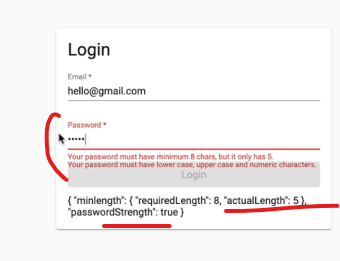 Login
Email *
hello@gmail.com
Password *
•••••
Your password must have minimum 8 chars, but it only has 5.
Your password must have lower case, upper case and numeric characters.
Login
{ "minlength": { "requiredLength": 8, "actualLength": 5 },
"passwordStrength": true }